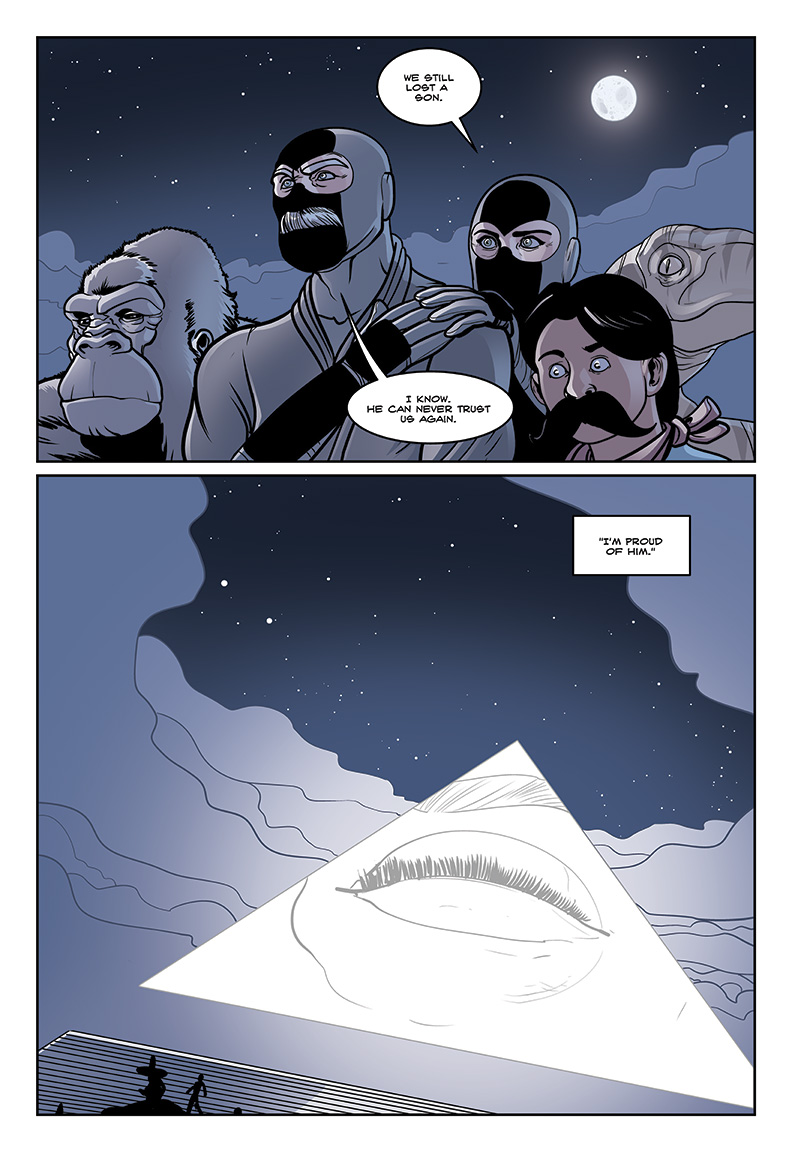 WE STILL
LOST A
SON.
I KNOW.
HE CAN NEVER TRUST
US AGAIN.
"I'M PROUD
OF HIM."